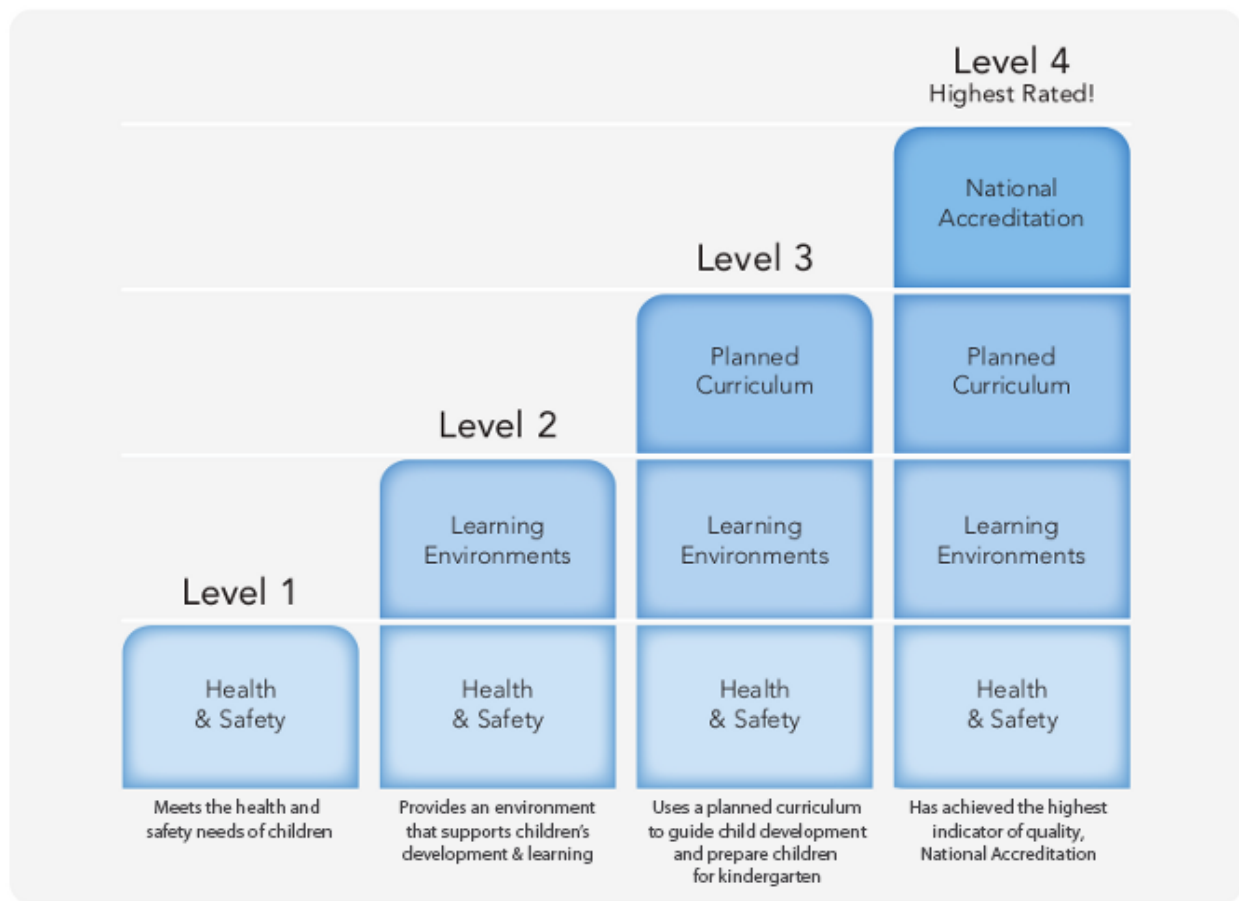 Level 4
Highest Rated!
National
Accreditation
Level 3
Planned
Curriculum
Planned
Curriculum
Level 2
Learning
Environments
Learning
Environments
Learning
Environments
Level 1
Health
& Safety
Health
& Safety
Health
& Safety
Health
& Safety
Meets the health and
safety needs of children
Provides an environment
that supports children's
development & learning
Uses a planned curriculum
to guide child development
and prepare children
for kindergarten
Has achieved the highest
indicator of quality,
National Accreditation